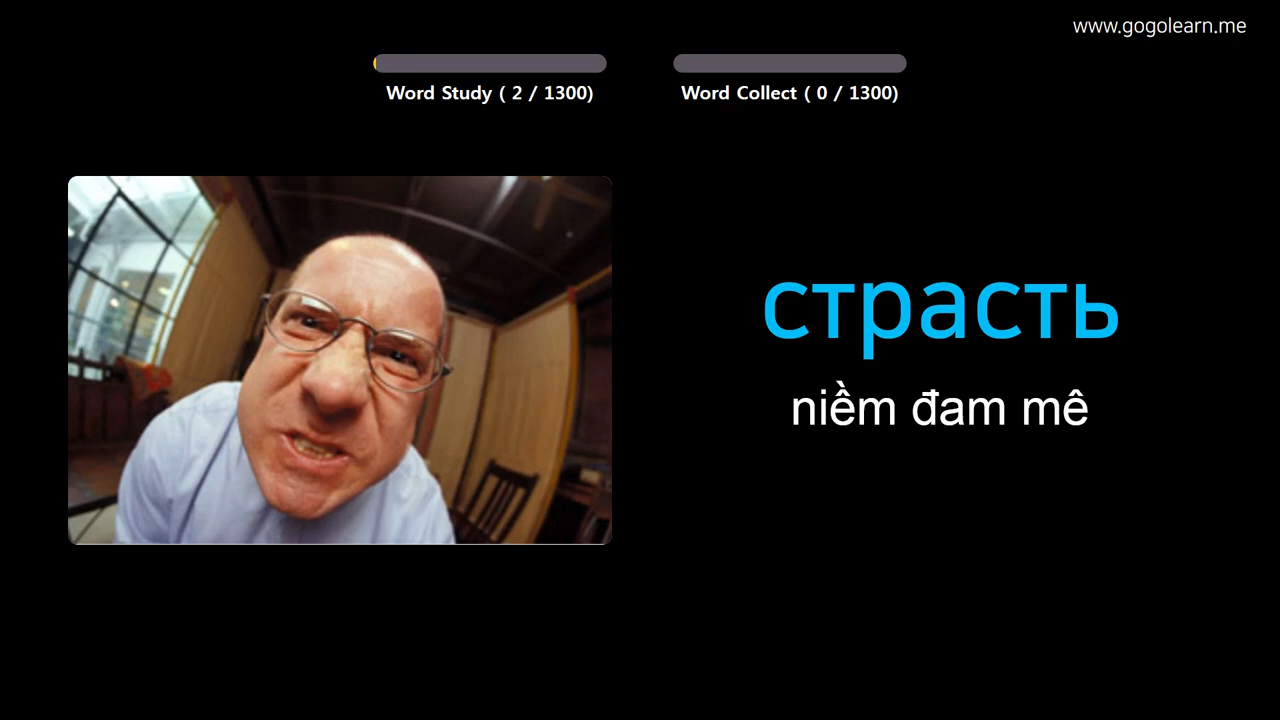 www.gogolearn.me
Word Study ( 2 / 1300)
Word Collect ( 0 / 1300)
страсть
niềm đam mê